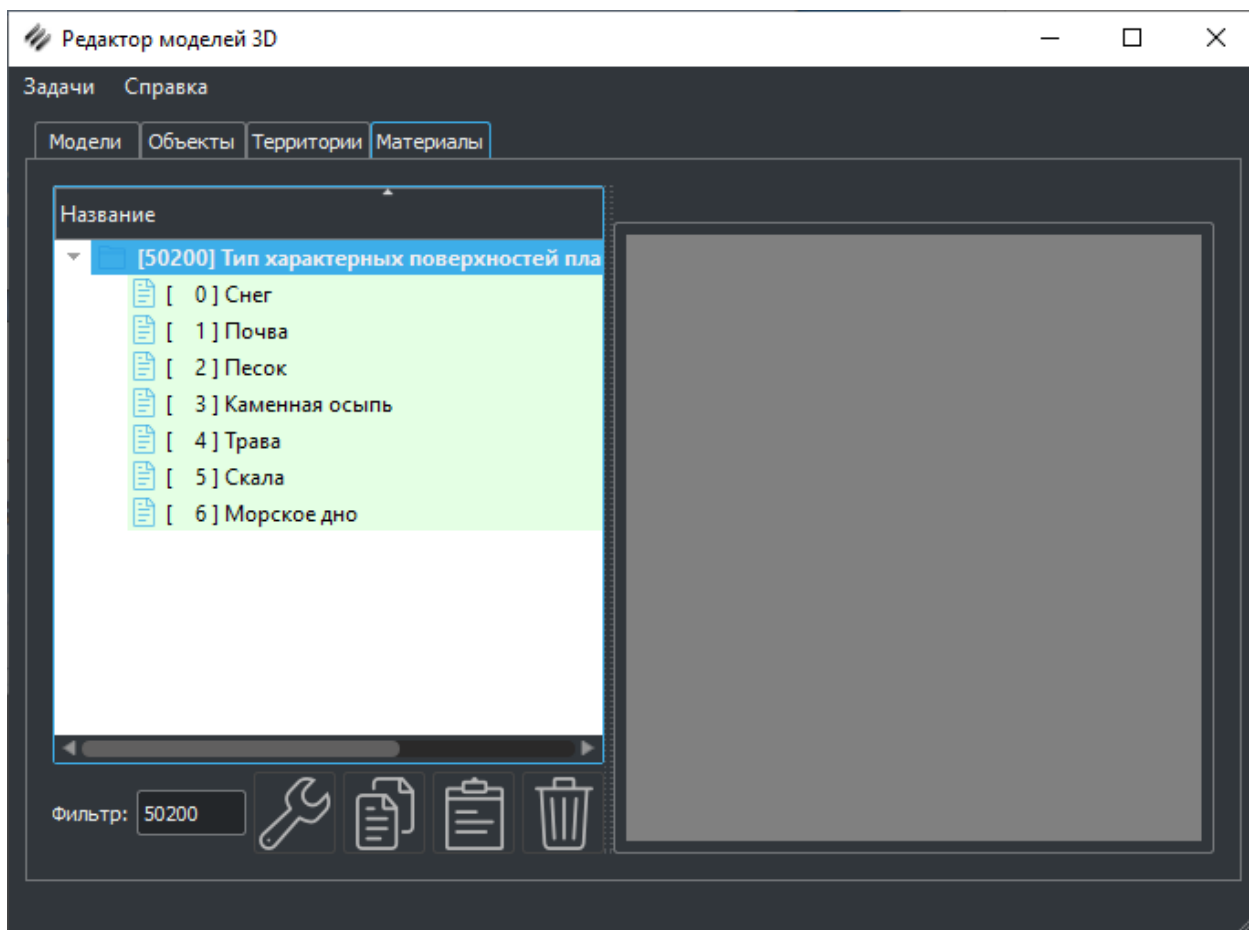 Редактор моделей 3D
Задачи Справка
Модели Объекты Территории Материалы
Название
[50200] Тип характерных поверхностей пла
[ 0 ] Снег
[ 1 ] Почва
[ 2 ] Песок
[ 3 ] Каменная осыпь
[ 4 ] Трава
[ 5 ] Скала
[ 6 ] Морское дно
Фильтр: 50200